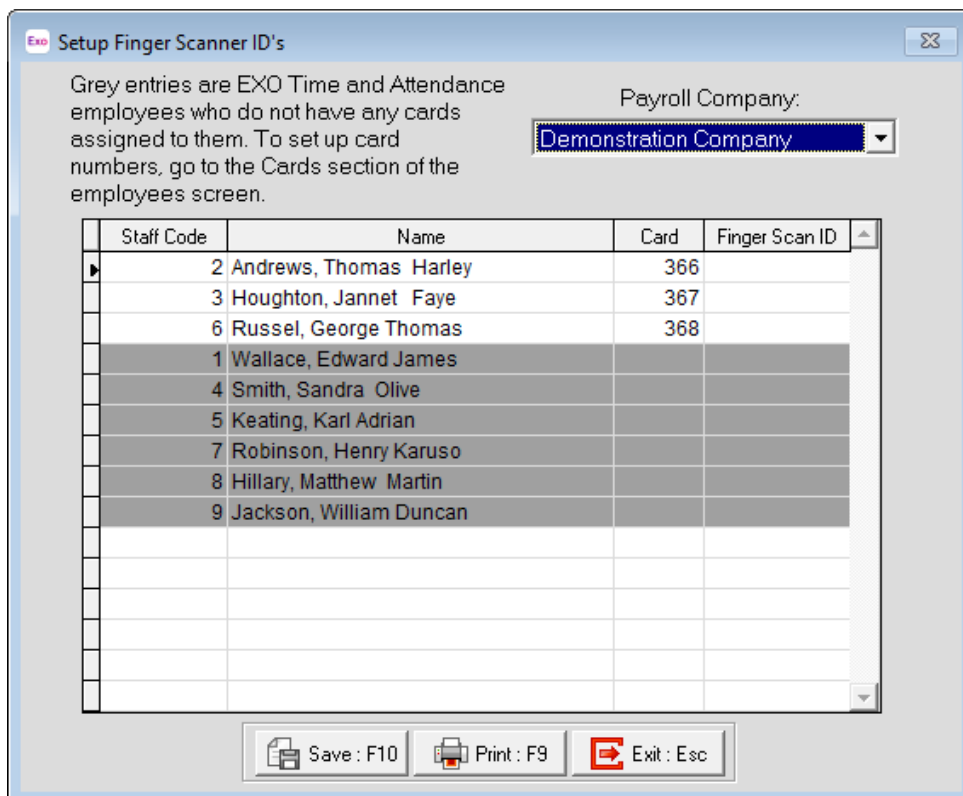 Exo Setup Finger Scanner ID's
Grey entries are EXO Time and Attendance
employees who do not have any cards
assigned to them. To set up card
numbers, go to the Cards section of the
employees screen.
Payroll Company:
Demonstration Company
Staff Code Name Card Finger Scan ID
2 Andrews, Thomas Harley 366
3 Houghton, Jannet Faye 367
6 Russel, George Thomas 368
1 Wallace, Edward James
4 Smith, Sandra Olive
5 Keating, Karl Adrian
7 Robinson, Henry Karuso
8 Hillary, Matthew Martin
9 Jackson, William Duncan
Save : F10 Print : F9 Exit : Esc